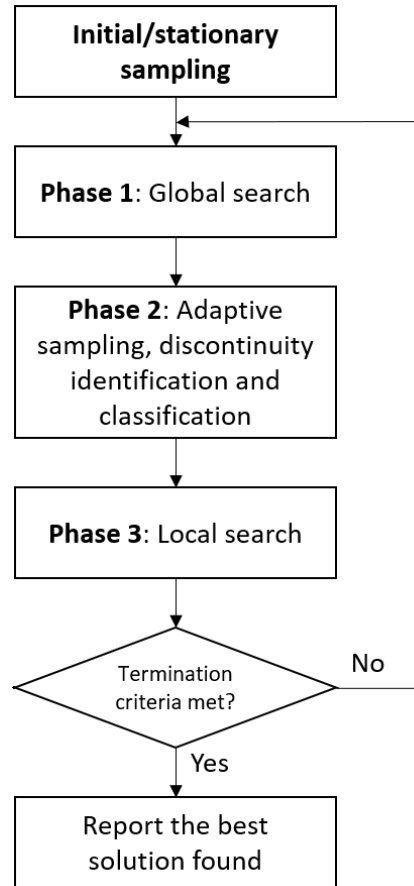 Initial/stationary
sampling
Phase 1: Global search
Phase 2: Adaptive
sampling, discontinuity
identification and
classification
Phase 3: Local search
Termination
criteria met?
No
Yes
Report the best
solution found